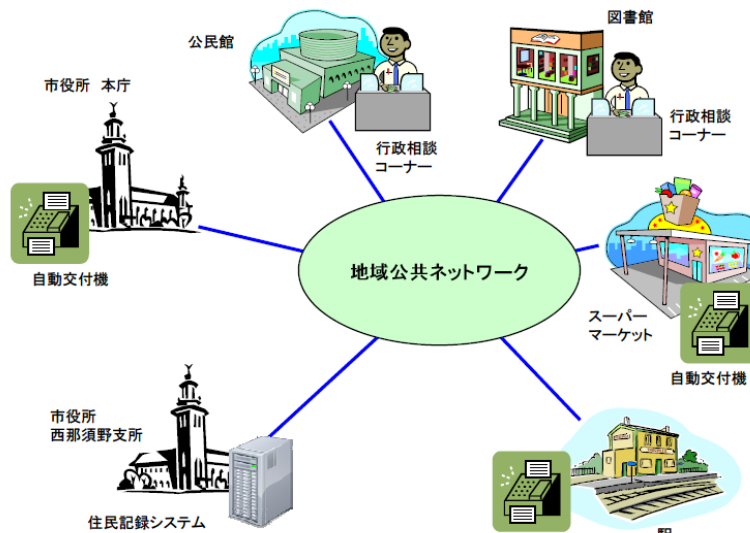 公民館
図書館
市役所 本庁
行政相談
コーナー
行政相談
コーナー
自動交付機
地域公共ネットワーク
スーパー
マーケット
自動交付機
市役所
西那須野支所
住民記録システム
駅